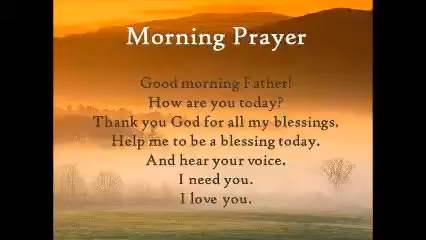 Morning Prayer
Good morning Father!
How are you today?
Thank you God for all my blessings.
Help me to be a blessing today.
And hear your voice.
I need you.
I love you.